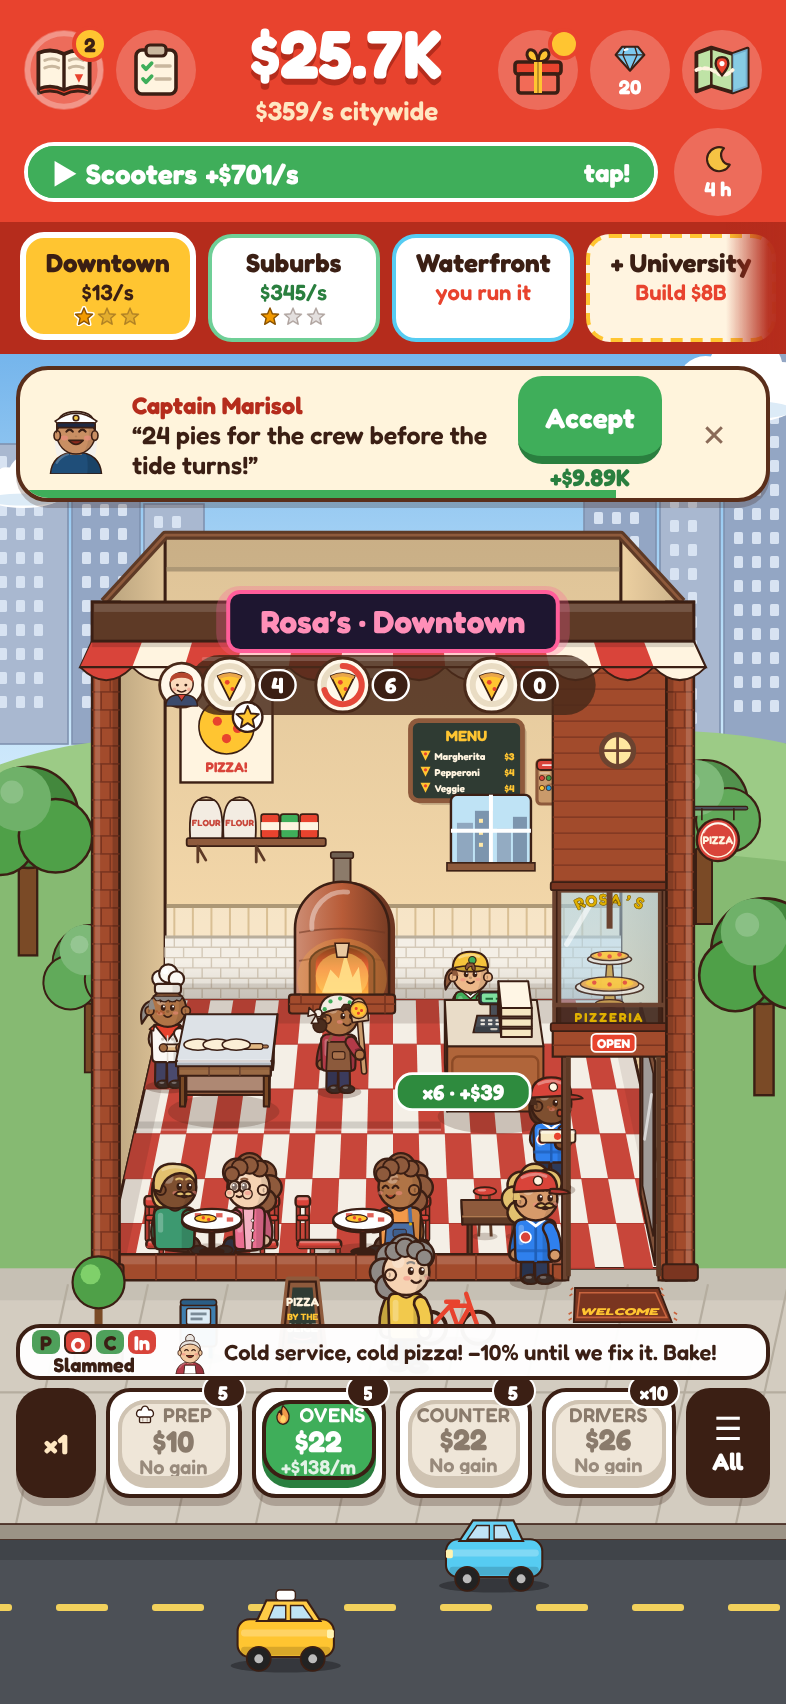 2
$25.7K
$359/s citywide
20
Scooters +$701/s
tap!
4 h
Downtown
$13/s
Suburbs
$345/s
Waterfront
you run it
+ University
Build $8B
Captain Marisol
“24 pies for the crew before the
tide turns!”
Accept
+$9.89K
Rosa's · Downtown
4
6
0
PIZZA!
MENU
Margherita $3
Pepperoni $4
Veggie $4
FLOUR
FLOUR
PIZZA
ROSA'S
PIZZERIA
OPEN
x6 · +$39
PIZZA
BY THE
WELCOME
P O C In
Slammed
Cold service, cold pizza! −10% until we fix it. Bake!
x1
5
PREP
$10
No gain
5
OVENS
$22
+$138/m
5
COUNTER
$22
No gain
x10
DRIVERS
$26
No gain
All